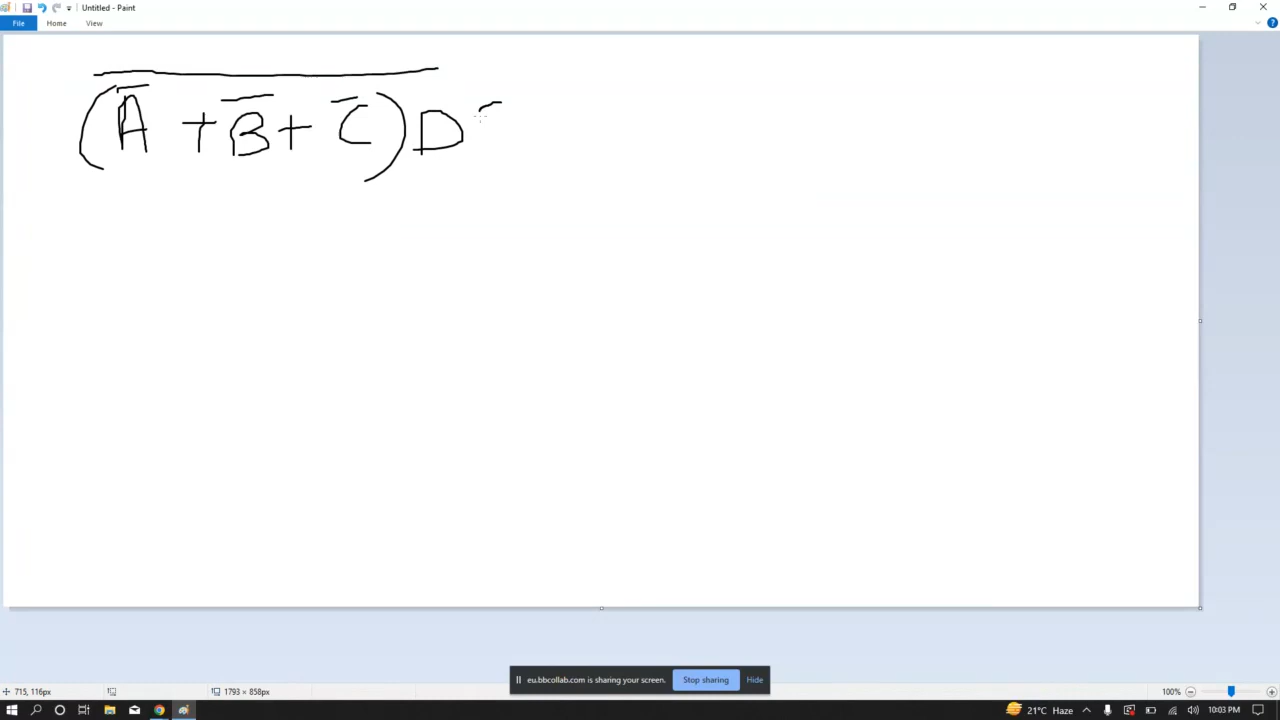 Untitled - Paint
File Home View
(A̅ + B̅ + C̅) D
eu.bbcollab.com is sharing your screen. Stop sharing Hide
715, 116px 1793 × 858px 100%
21°C Haze 10:03 PM